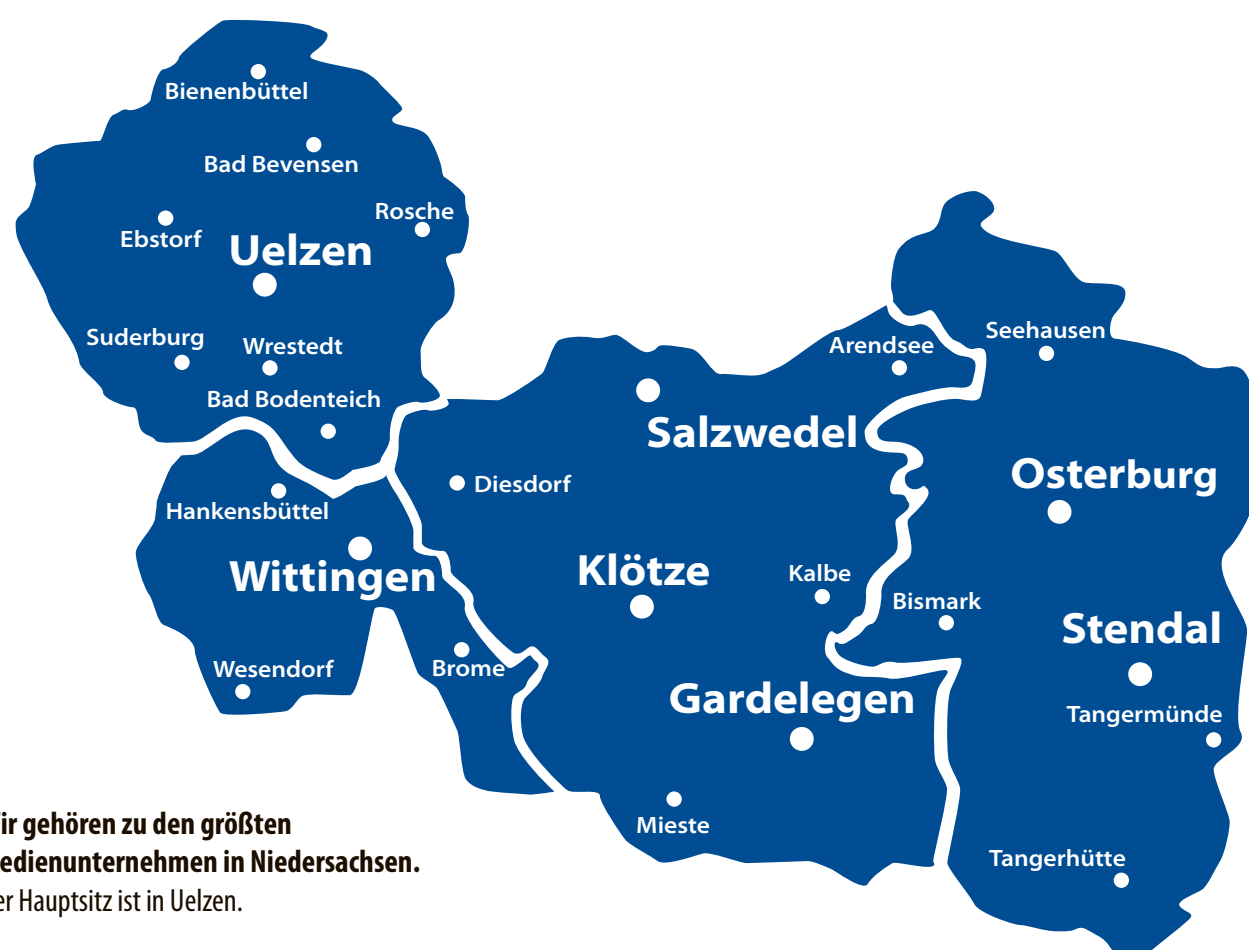 Bienenbüttel
Bad Bevensen
Rosche
Ebstorf
Uelzen
Suderburg
Wrestedt
Bad Bodenteich
Hankensbüttel
Wittingen
Wesendorf
Brome
Arendsee
Salzwedel
Diesdorf
Klötze
Kalbe
Gardelegen
Mieste
Seehausen
Osterburg
Bismark
Stendal
Tangermünde
Tangerhütte
ir gehören zu den größten
edienunternehmen in Niedersachsen.
er Hauptsitz ist in Uelzen.